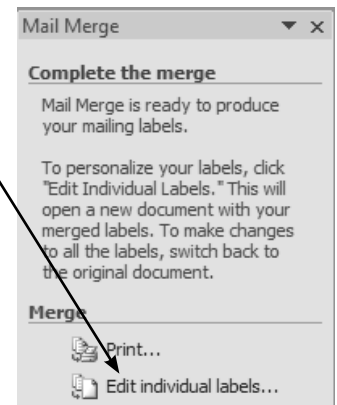 Mail Merge
Complete the merge
Mail Merge is ready to produce
your mailing labels.
To personalize your labels, click
"Edit Individual Labels." This will
open a new document with your
merged labels. To make changes
to all the labels, switch back to
the original document.
Merge
Print...
Edit individual labels...